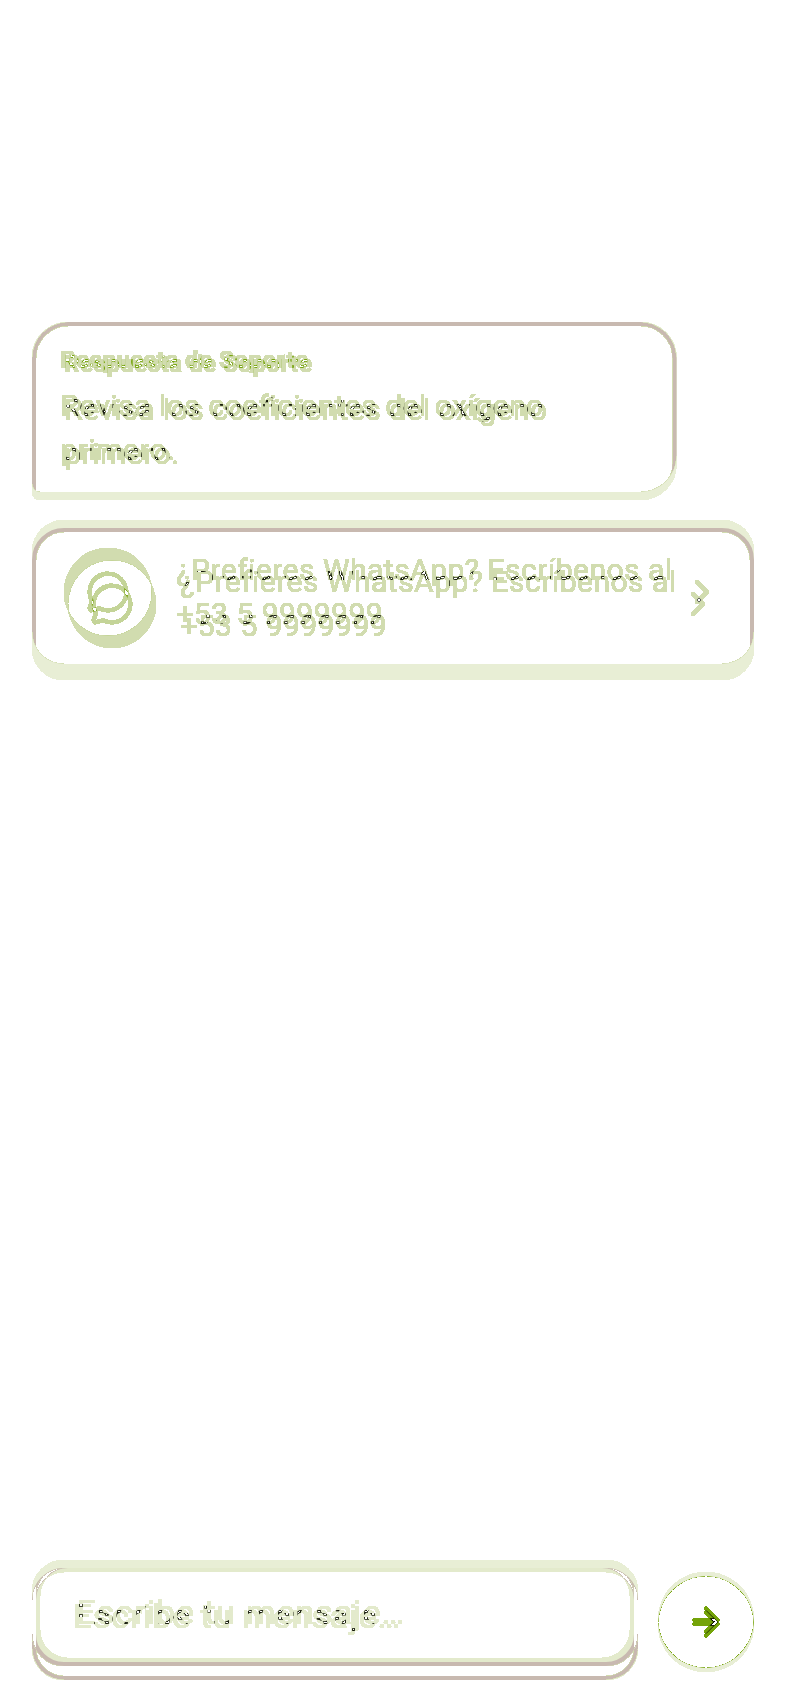 Respuesta de Soporte
Revisa los coeficientes del oxígeno
primero.
¿Prefieres WhatsApp? Escríbenos al
+53 5 9999999
Escribe tu mensaje...